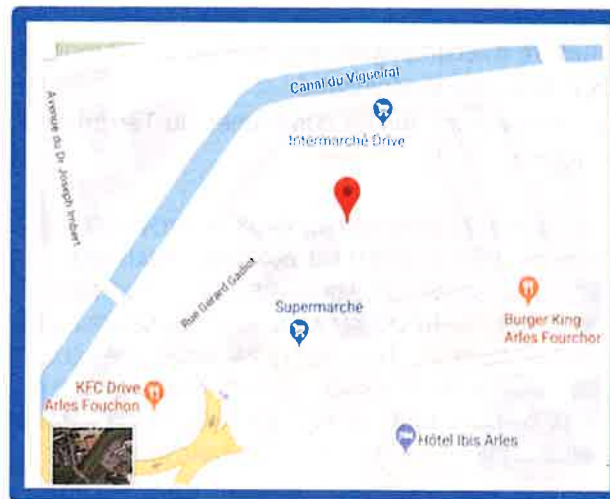 Canal du Vigueirat
Intermarché Drive
Avenue du Dr Joseph Imbert
Rue Gérard Gadiot
Supermarché
Burger King
Arles Fourchor
KFC Drive
Arles Fouchon
Hôtel Ibis Arles